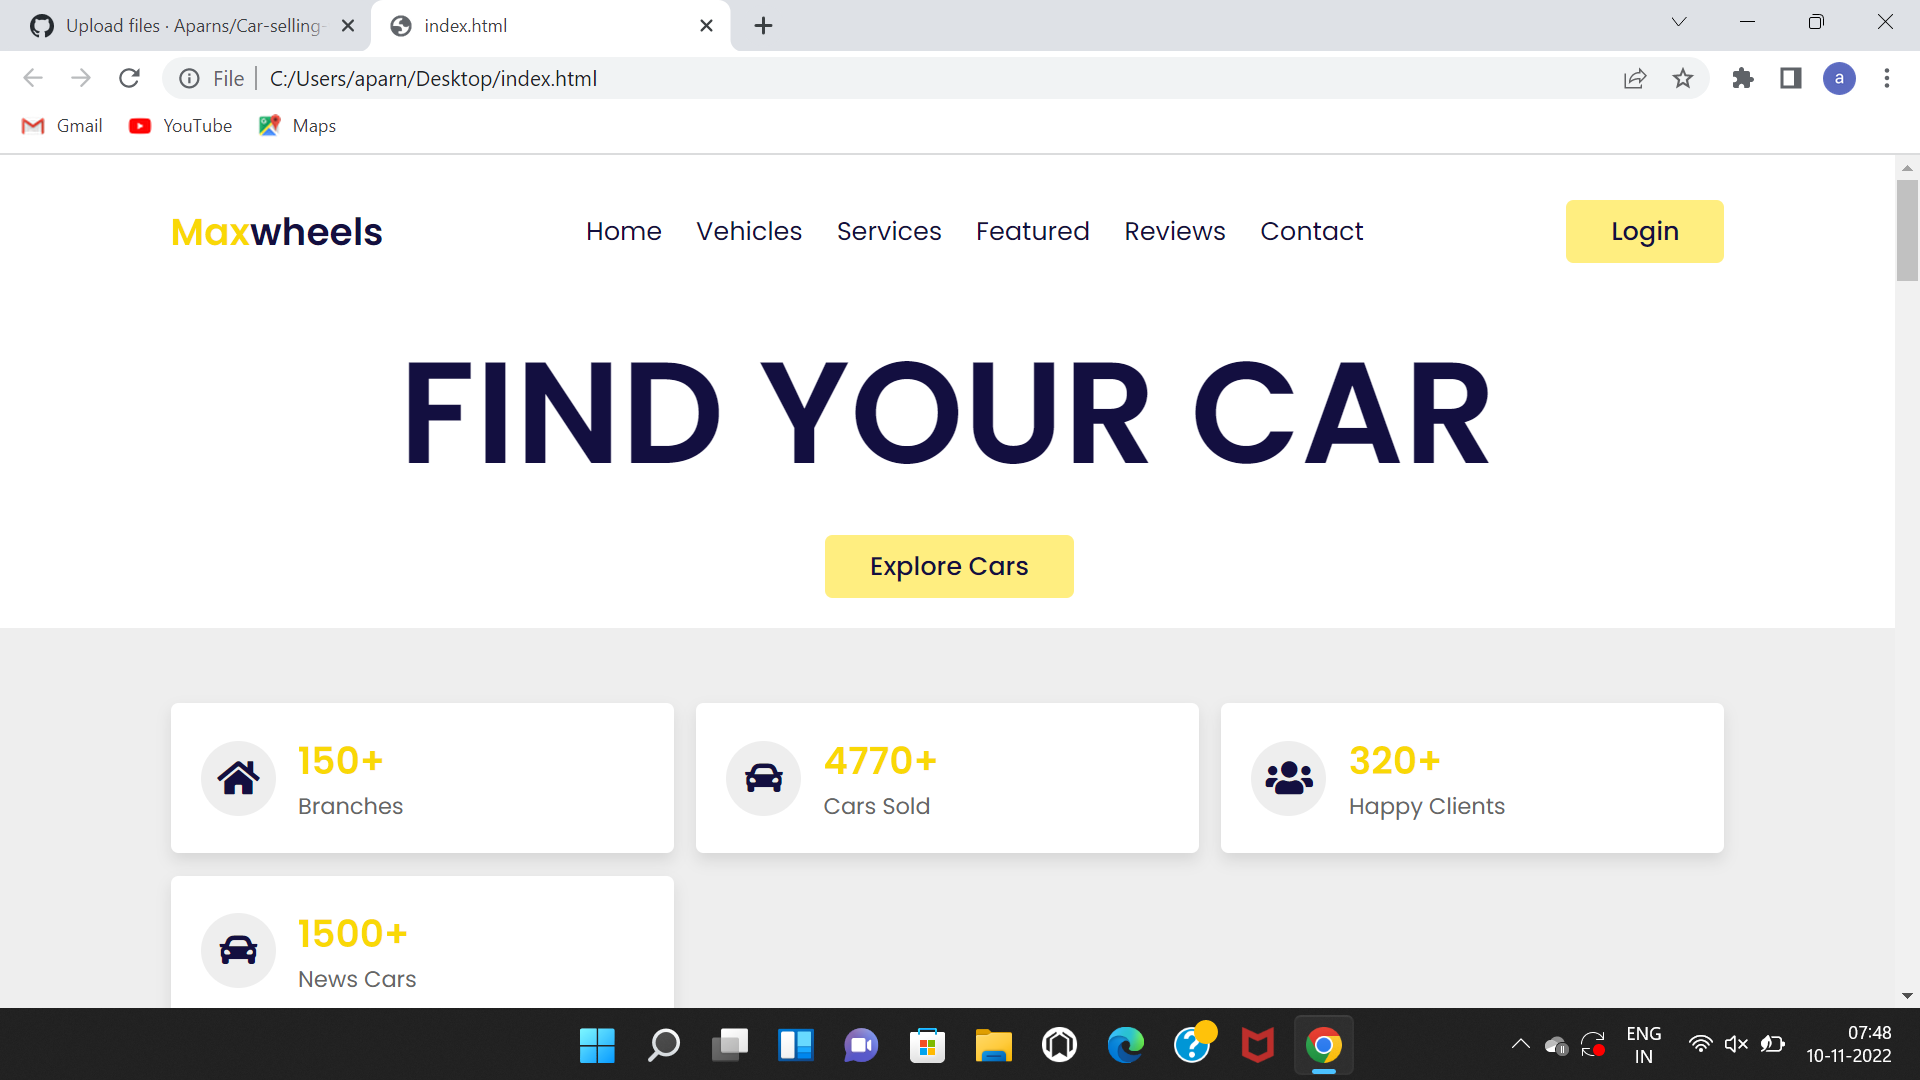 Upload files · Aparns/Car-selling-
index.html
File
C:/Users/aparn/Desktop/index.html
a
Gmail
YouTube
Maps
Maxwheels
Home
Vehicles
Services
Featured
Reviews
Contact
Login
FIND YOUR CAR
Explore Cars
150+
Branches
4770+
Cars Sold
320+
Happy Clients
1500+
News Cars
ENG
IN
07:48
10-11-2022